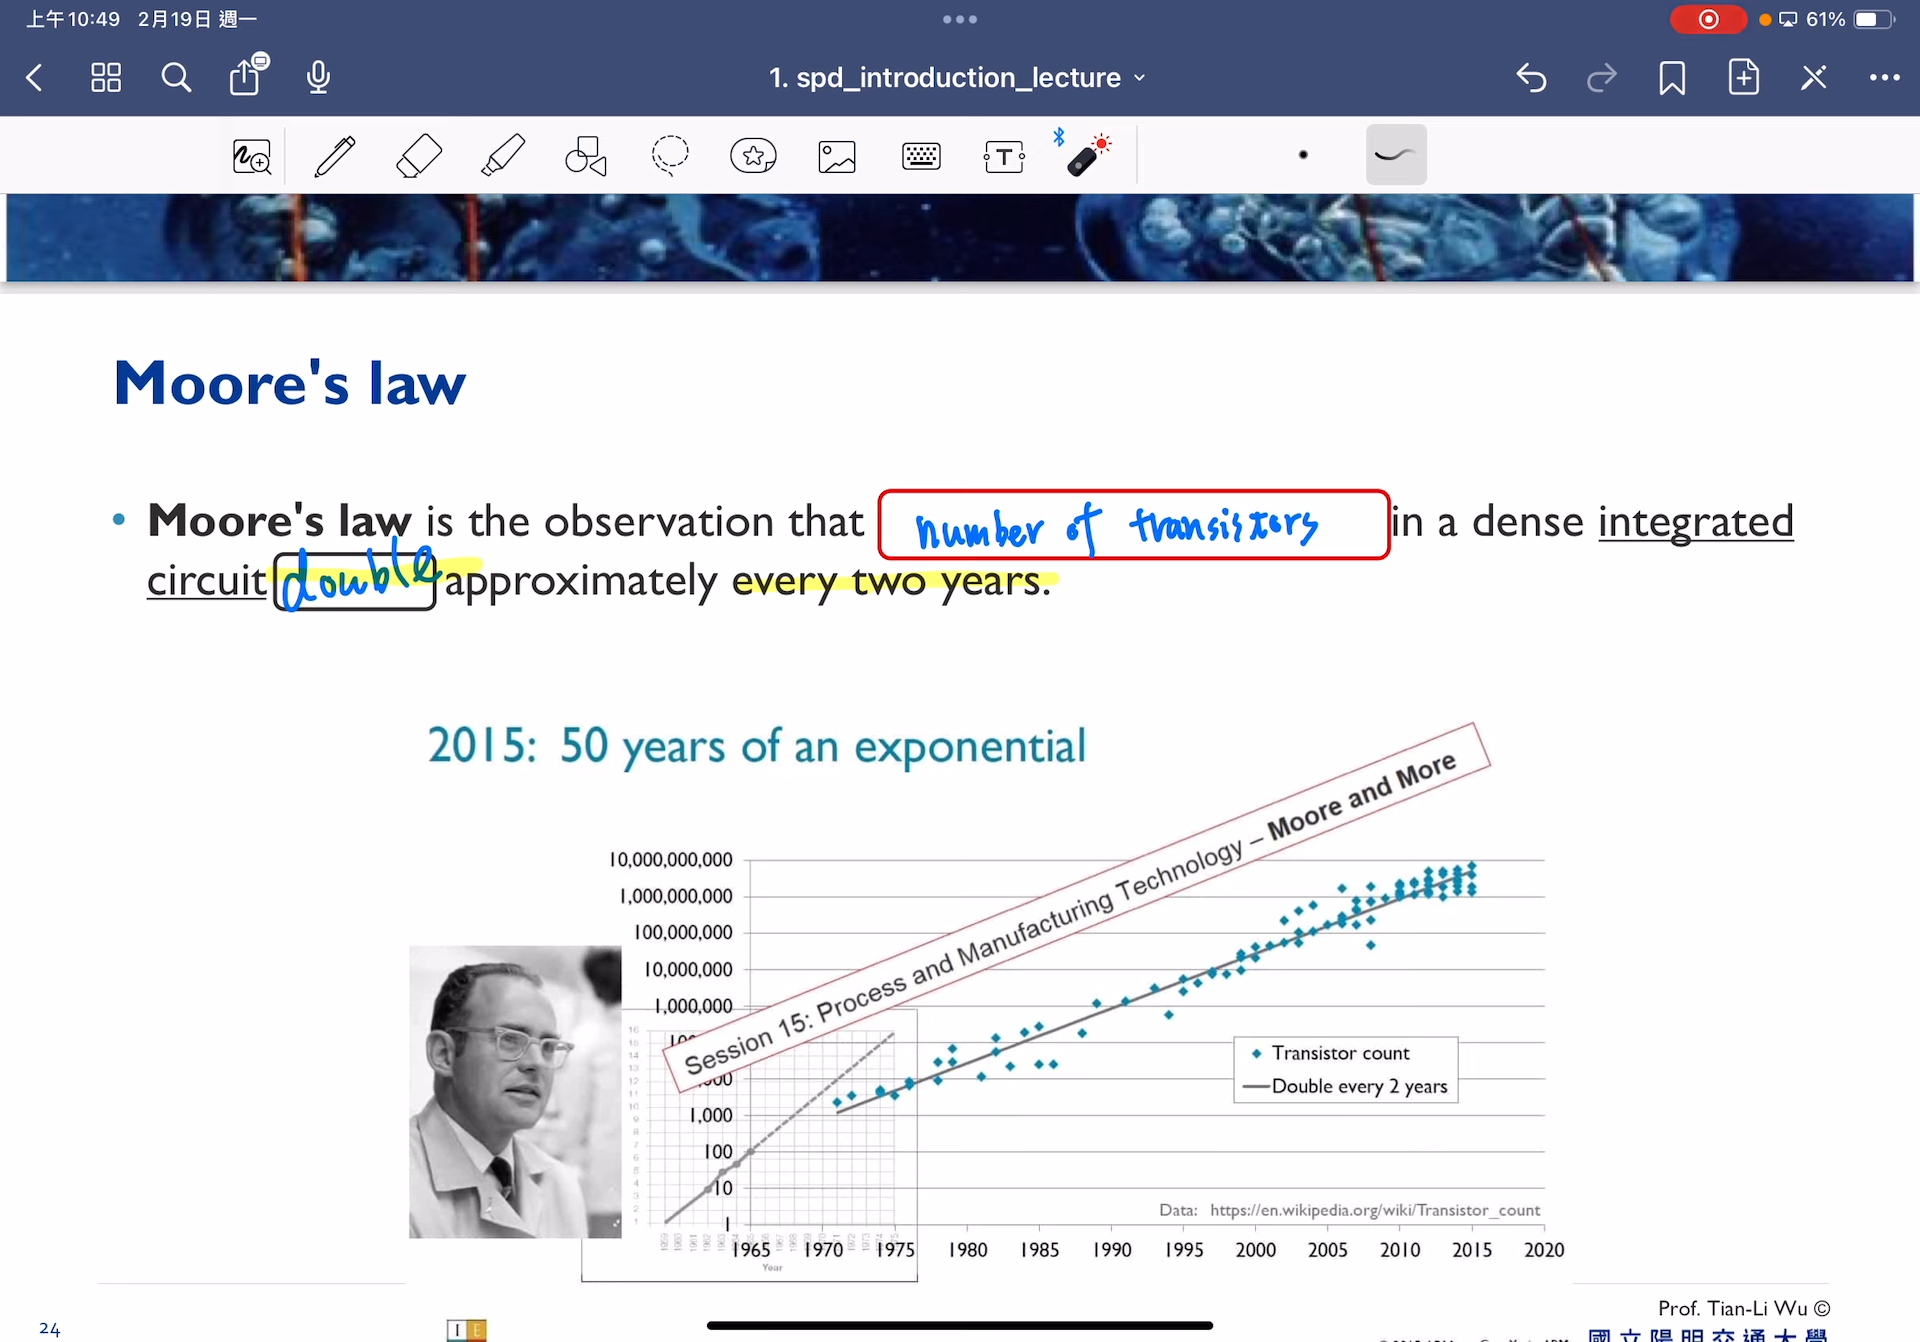 上午10:49 2月19日 週一
61%
1. spd_introduction_lecture
Moore's law
• Moore's law is the observation that number of transistors in a dense integrated
circuit double approximately every two years.
2015: 50 years of an exponential
Session 15: Process and Manufacturing Technology – Moore and More
10,000,000,000
1,000,000,000
100,000,000
10,000,000
1,000,000
1,000
100
10
1
Transistor count
Double every 2 years
Data: https://en.wikipedia.org/wiki/Transistor_count
1965 1970 1975 1980 1985 1990 1995 2000 2005 2010 2015 2020
Year
Prof. Tian-Li Wu ©
24
I E
國立陽明交通大學